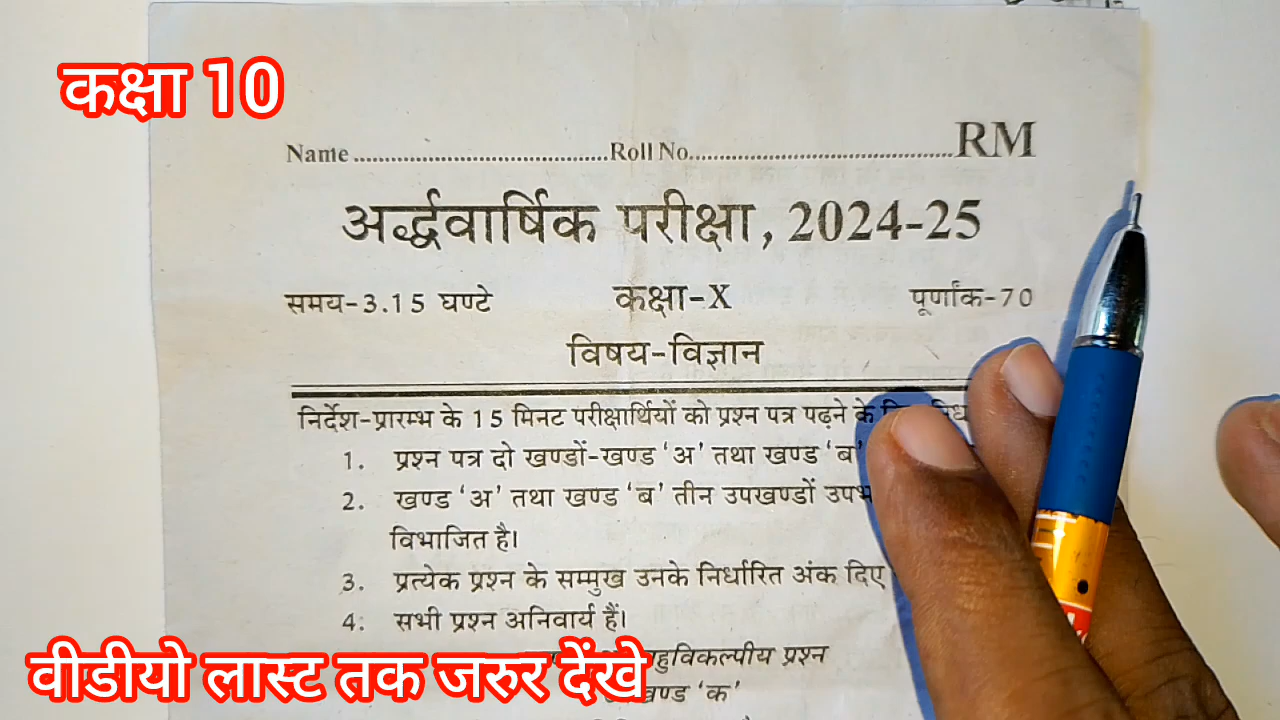 कक्षा 10
Name ............................................Roll No.............................................RM
अर्द्धवार्षिक परीक्षा, 2024-25
समय-3.15 घण्टे कक्षा-X पूर्णांक-70
विषय-विज्ञान
निर्देश-प्रारम्भ के 15 मिनट परीक्षार्थियों को प्रश्न पत्र पढ़ने के
1. प्रश्न पत्र दो खण्डों-खण्ड 'अ' तथा खण्ड 'ब'
2. खण्ड 'अ' तथा खण्ड 'ब' तीन उपखण्डों
विभाजित है।
3. प्रत्येक प्रश्न के सम्मुख उनके निर्धारित अंक दिए
4. सभी प्रश्न अनिवार्य हैं।
प्रश्न
'क'
वीडीयो लास्ट तक जरुर देंखे